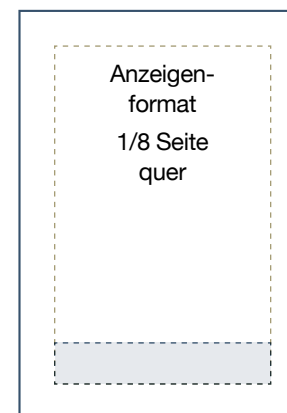 Anzeigen-
format
1/8 Seite
quer